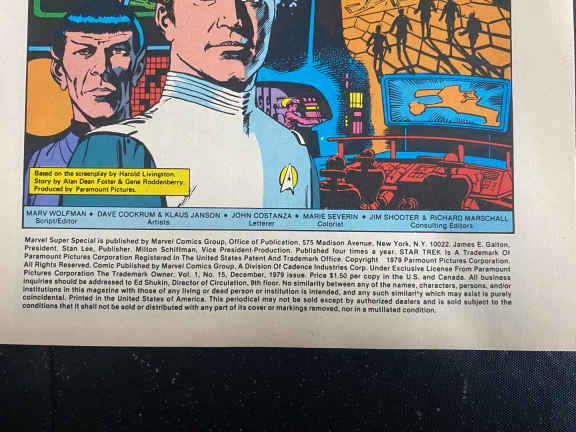 Based on the screenplay by Harold Livingston.
Story by Alan Dean Foster & Gene Roddenberry.
Produced by Paramount Pictures.
MARV WOLFMAN ★ DAVE COCKRUM & KLAUS JANSON ★ JOHN COSTANZA ★ MARIE SEVERIN ★ JIM SHOOTER & RICHARD MARSCHALL
Script/Editor Artists Letterer Colorist Consulting Editors
Marvel Super Special is published by Marvel Comics Group, Office of Publication, 575 Madison Avenue, New York, N.Y. 10022. James E. Galton,
President. Stan Lee, Publisher. Milton Schiffman, Vice President-Production. Published four times a year. STAR TREK Is A Trademark Of
Paramount Pictures Corporation Registered In The United States Patent And Trademark Office. Copyright 1979 Parmount Pictures Corporation.
All Rights Reserved. Comic Published by Marvel Comics Group, A Division Of Cadence Industries Corp. Under Exclusive License From Paramount
Pictures Corporation The Trademark Owner. Vol. 1, No. 15, December, 1979 issue. Price $1.50 per copy in the U.S. and Canada. All business
inquiries should be addressed to Ed Shukin, Director of Circulation, 9th floor. No similarity between any of the names, characters, persons, and/or
institutions in this magazine with those of any living or dead person or institution is intended, and any such similarity which may exist is purely
coincidental. Printed in the United States of America. This periodical may not be sold except by authorized dealers and is sold subject to the
conditions that it shall not be sold or distributed with any part of its cover or markings removed, nor in a mutilated condition.